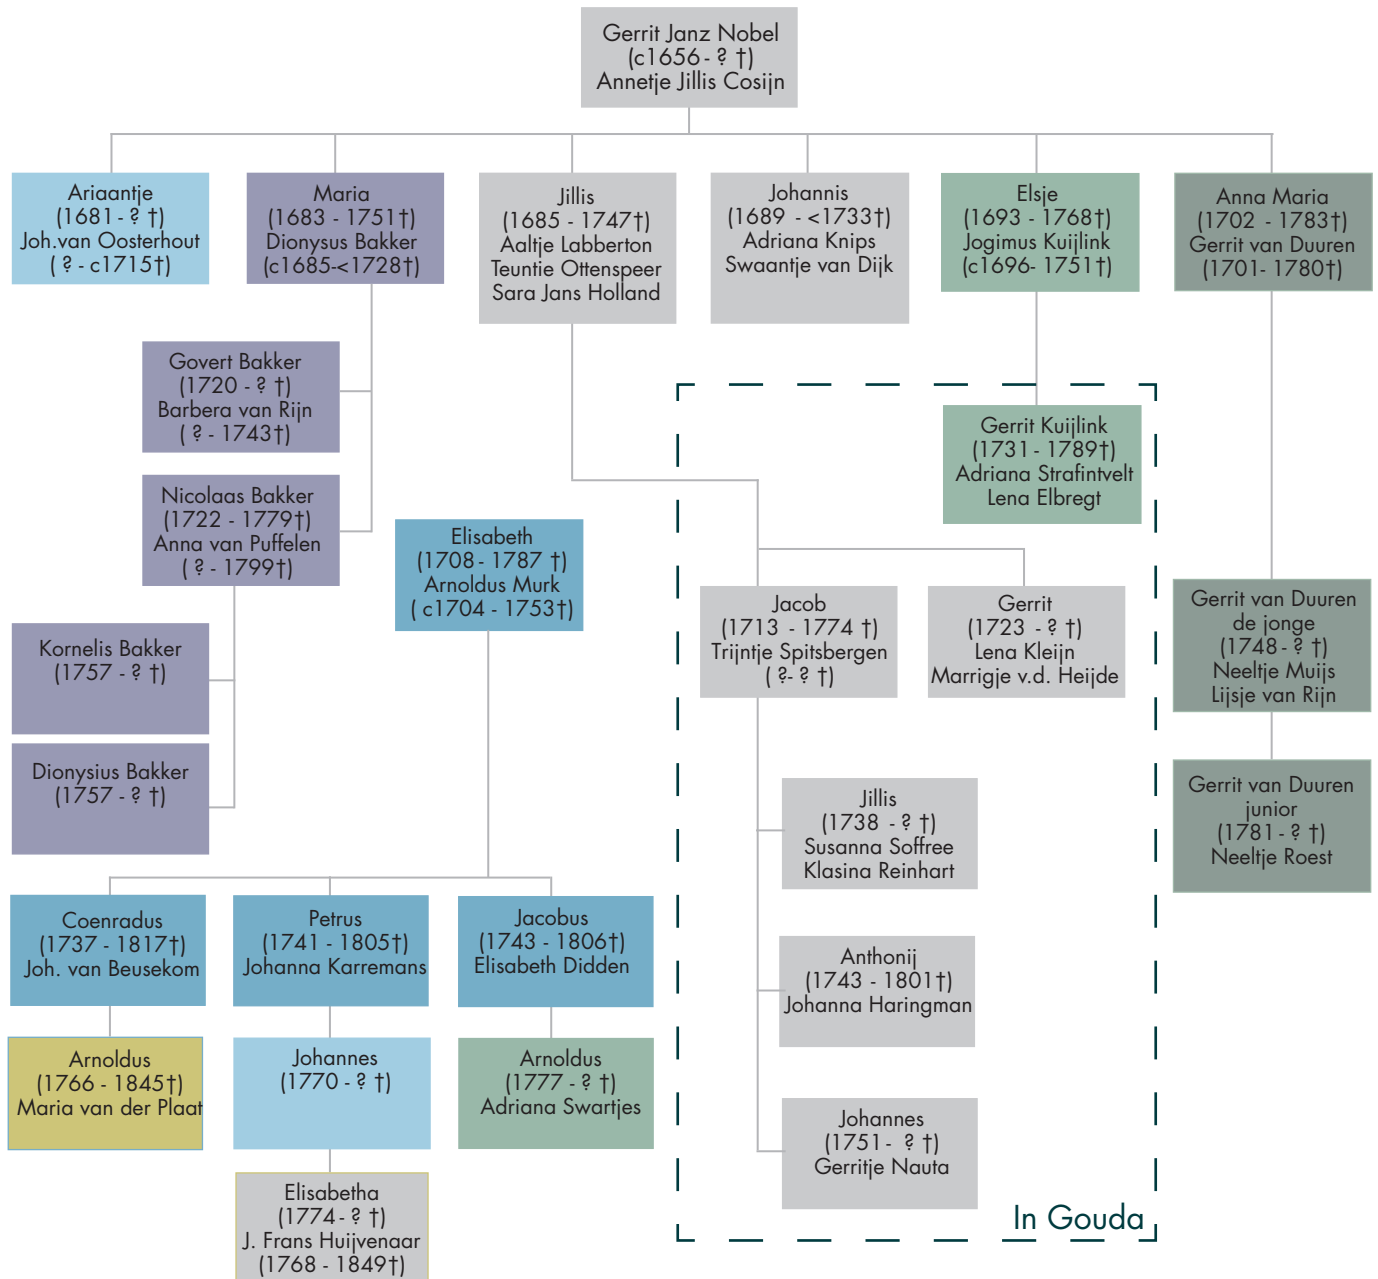 Gerrit Janz Nobel
(c1656 - ? †)
Annetje Jillis Cosijn
Ariaantje
(1681 - ? †)
Joh.van Oosterhout
( ? - c1715†)
Maria
(1683 - 1751†)
Dionysus Bakker
(c1685-<1728†)
Jillis
(1685 - 1747†)
Aaltje Labberton
Teuntie Ottenspeer
Sara Jans Holland
Johannis
(1689 - <1733†)
Adriana Knips
Swaantje van Dijk
Elsje
(1693 - 1768†)
Jogimus Kuijlink
(c1696- 1751†)
Anna Maria
(1702 - 1783†)
Gerrit van Duuren
(1701- 1780†)
Govert Bakker
(1720 - ? †)
Barbera van Rijn
( ? - 1743†)
Gerrit Kuijlink
(1731 - 1789†)
Adriana Strafintvelt
Lena Elbregt
Nicolaas Bakker
(1722 - 1779†)
Anna van Puffelen
( ? - 1799†)
Elisabeth
(1708 - 1787 †)
Arnoldus Murk
( c1704 - 1753†)
Jacob
(1713 - 1774 †)
Trijntje Spitsbergen
( ?- ? †)
Gerrit
(1723 - ? †)
Lena Kleijn
Marrigje v.d. Heijde
Gerrit van Duuren
de jonge
(1748 - ? †)
Neeltje Muijs
Lijsje van Rijn
Kornelis Bakker
(1757 - ? †)
Dionysius Bakker
(1757 - ? †)
Jillis
(1738 - ? †)
Susanna Soffree
Klasina Reinhart
Gerrit van Duuren
junior
(1781 - ? †)
Neeltje Roest
Coenradus
(1737 - 1817†)
Joh. van Beusekom
Petrus
(1741 - 1805†)
Johanna Karremans
Jacobus
(1743 - 1806†)
Elisabeth Didden
Anthonij
(1743 - 1801†)
Johanna Haringman
Arnoldus
(1766 - 1845†)
Maria van der Plaat
Johannes
(1770 - ? †)
Arnoldus
(1777 - ? †)
Adriana Swartjes
Johannes
(1751 - ? †)
Gerritje Nauta
Elisabetha
(1774 - ? †)
J. Frans Huijvenaar
(1768 - 1849†)
In Gouda